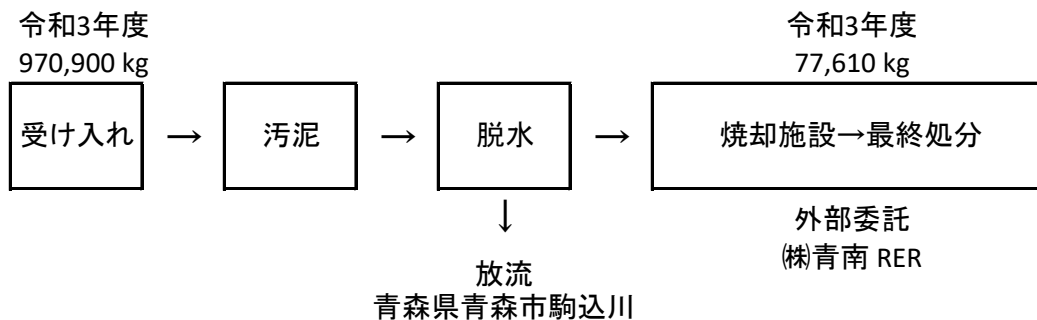 令和3年度
970,900 kg
令和3年度
77,610 kg
受け入れ → 汚泥 → 脱水 → 焼却施設→最終処分
↓
放流
青森県青森市駒込川
外部委託
㈱青南 RER